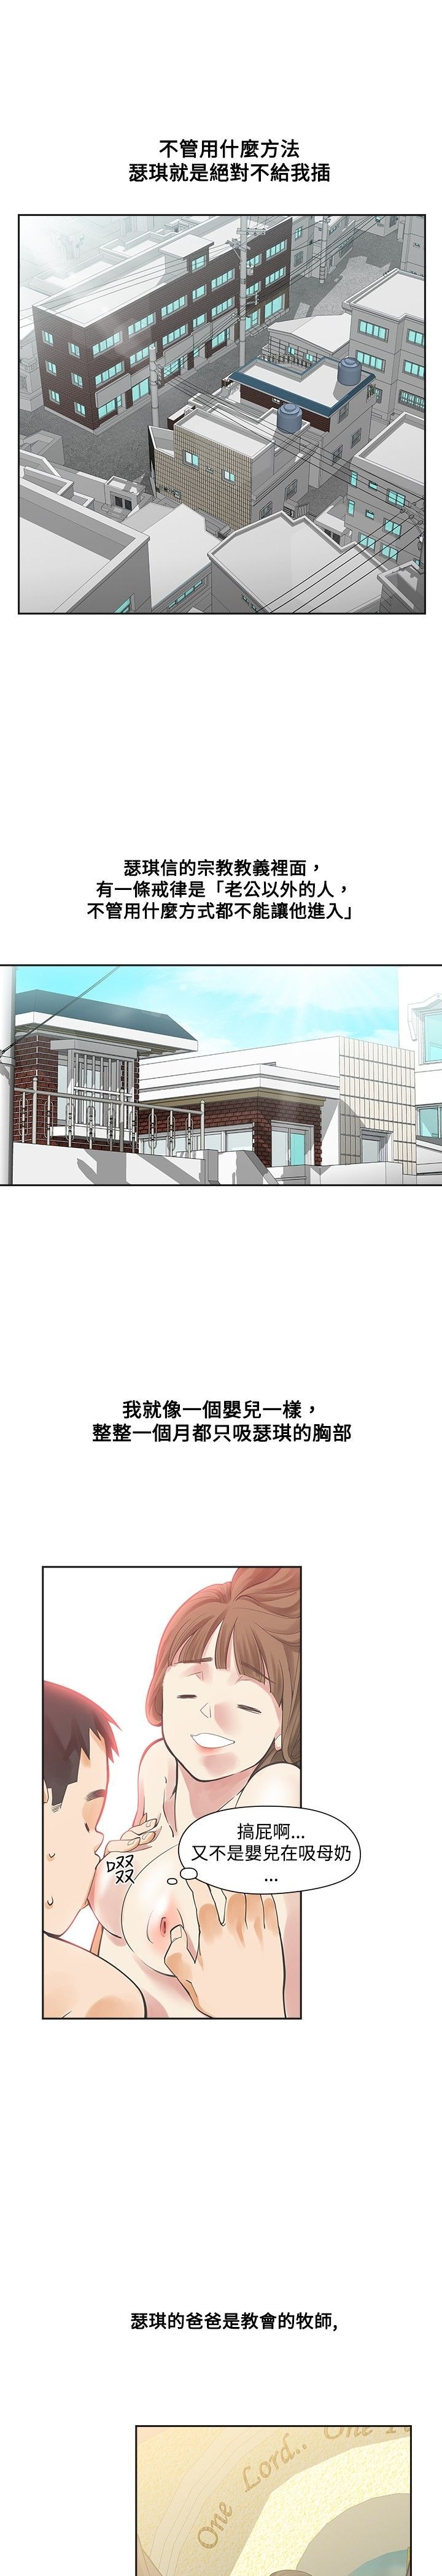 不管用什麼方法
瑟琪就是絕對不給我插
瑟琪信的宗教教義裡面，
有一條戒律是「老公以外的人，
不管用什麼方式都不能讓他進入」
我就像一個嬰兒一樣，
整整一個月都只吸瑟琪的胸部
搞屁啊...
又不是嬰兒在吸母奶
...
啜
瑟琪的爸爸是教會的牧師,
One Lord.. One